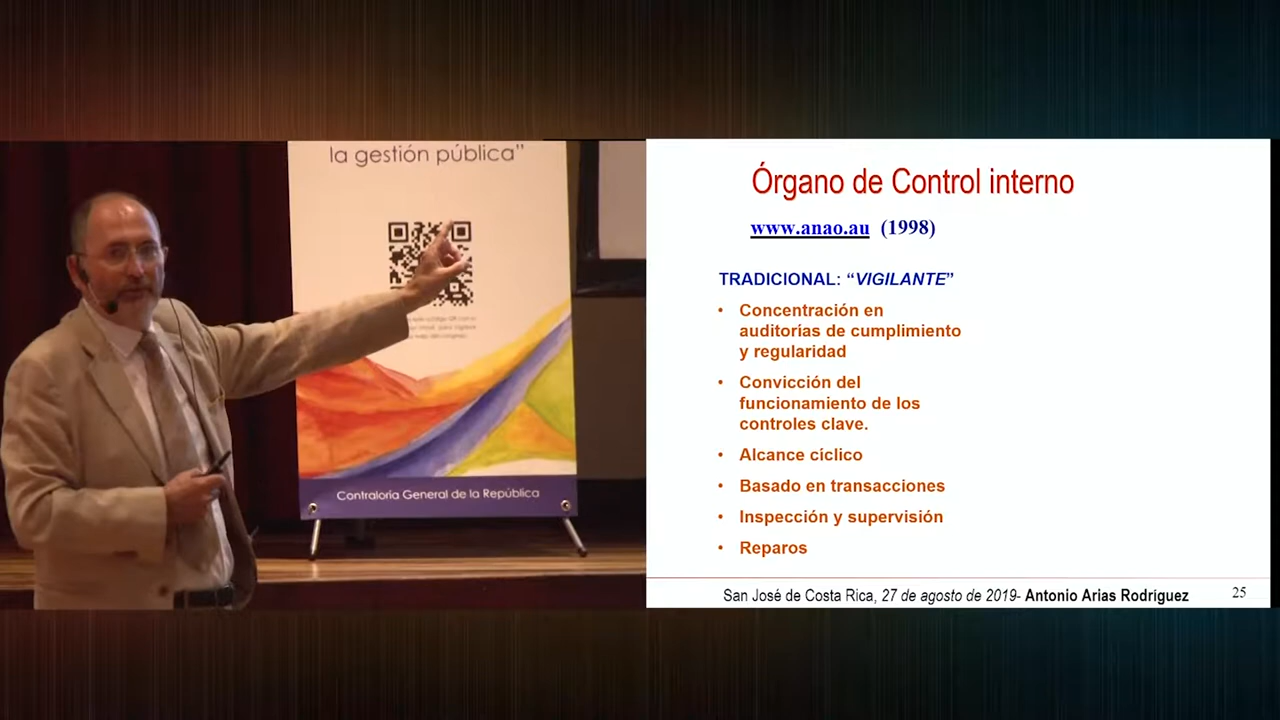 la gestión pública”
Contraloría General de la República
Órgano de Control interno
www.anao.au (1998)
TRADICIONAL: “VIGILANTE”
• Concentración en
auditorías de cumplimiento
y regularidad
• Convicción del
funcionamiento de los
controles clave.
• Alcance cíclico
• Basado en transacciones
• Inspección y supervisión
• Reparos
San José de Costa Rica, 27 de agosto de 2019- Antonio Arias Rodríguez
25